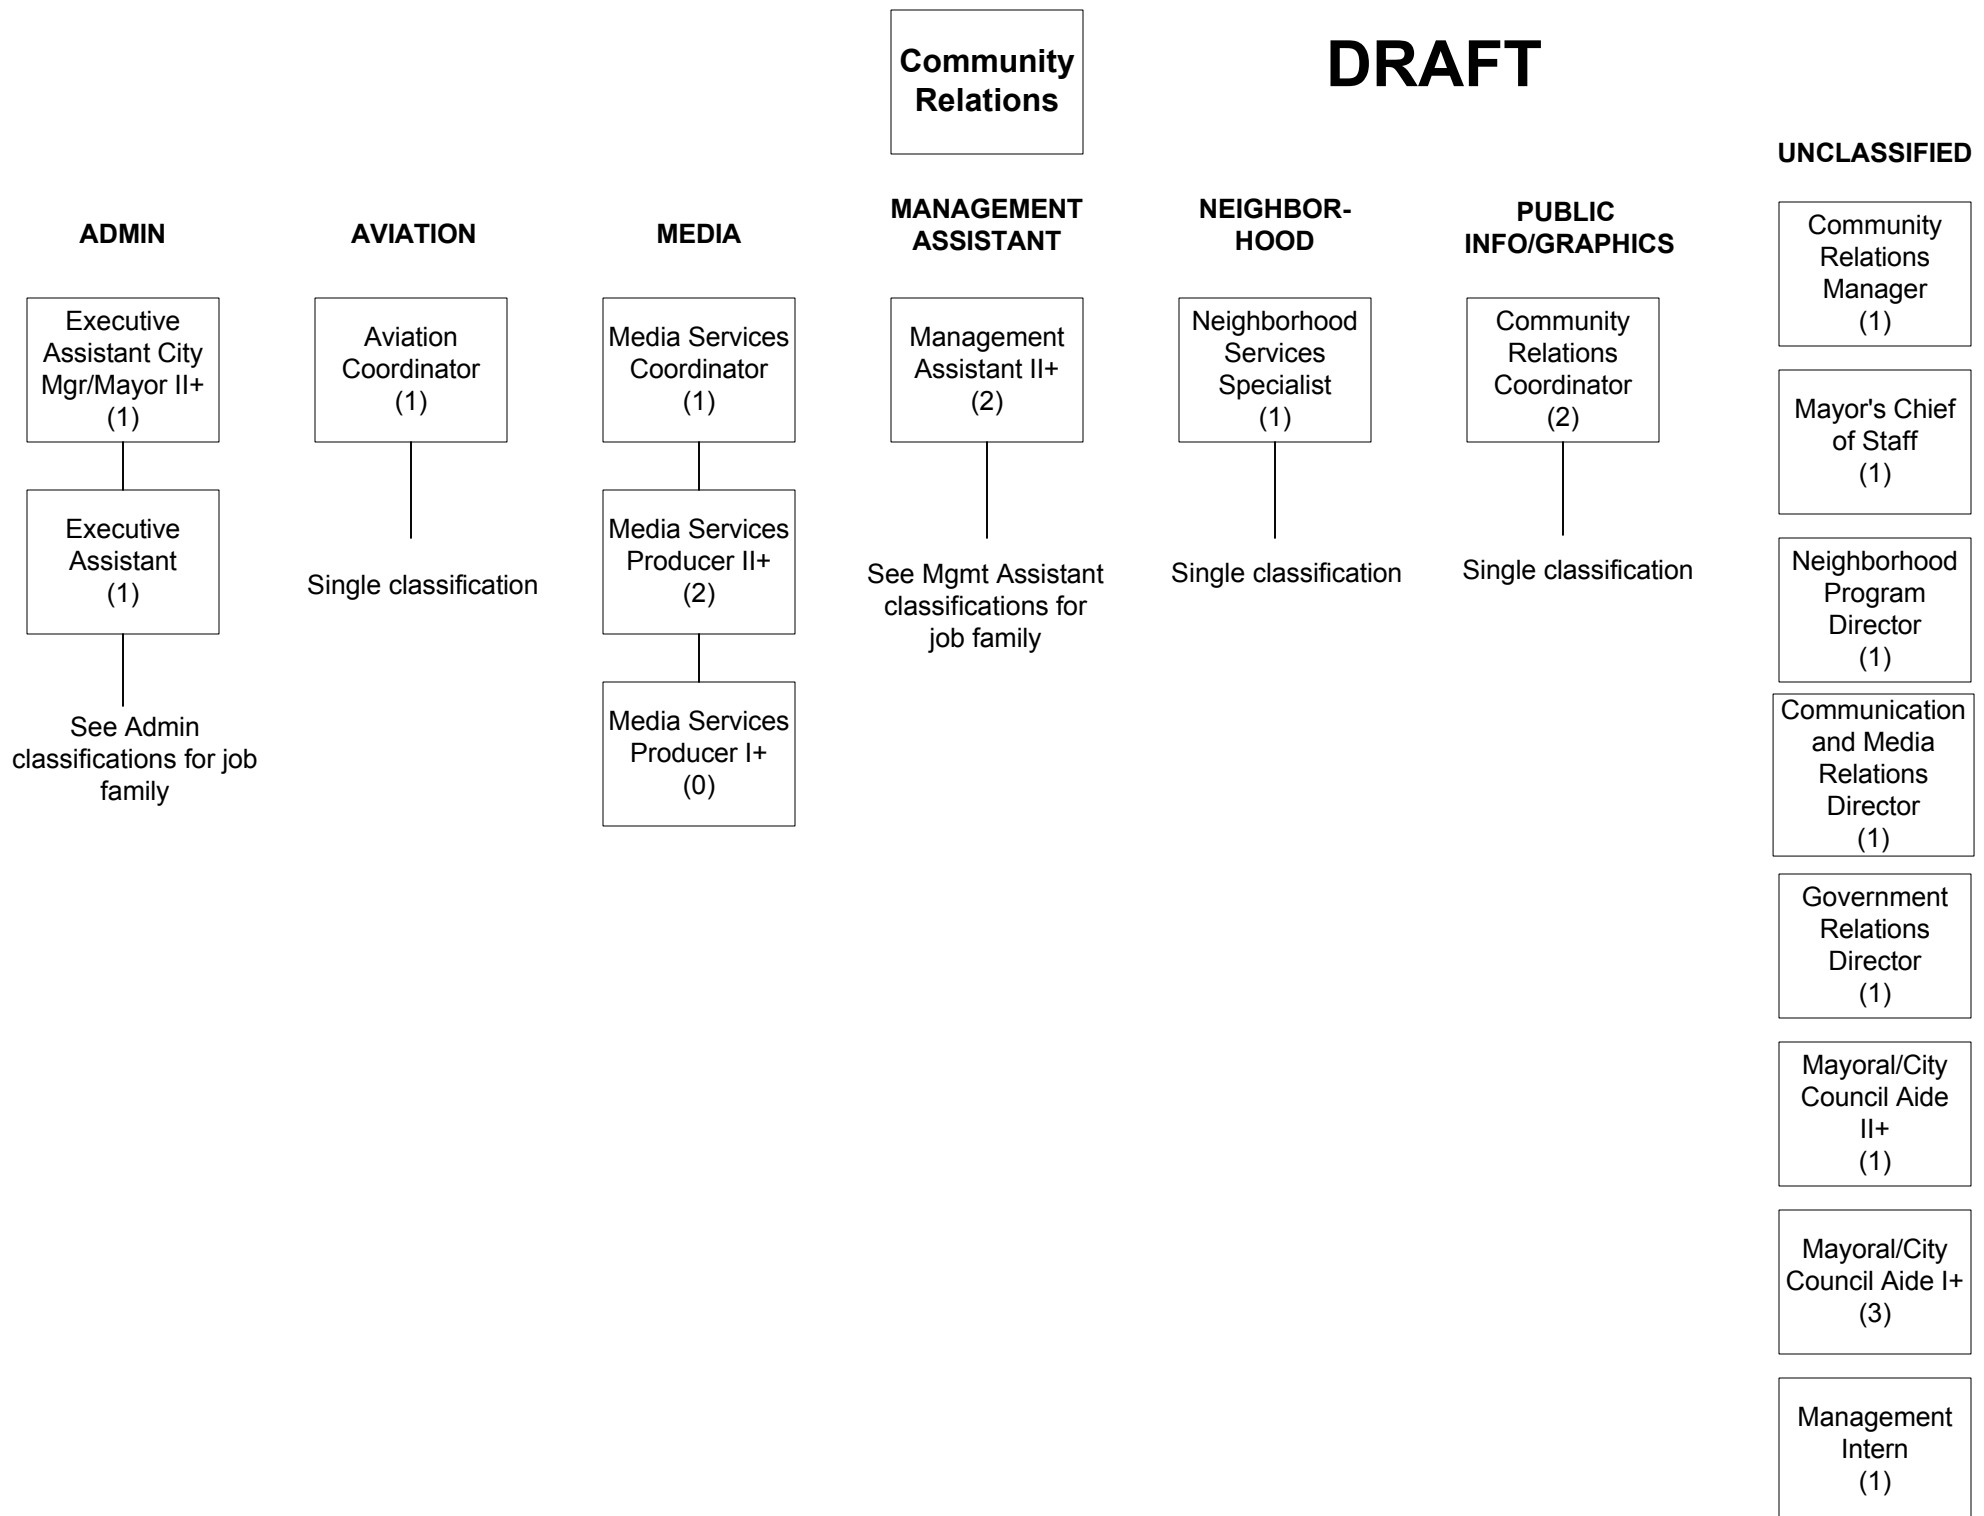 Community
Relations
DRAFT
ADMIN
Executive
Assistant City
Mgr/Mayor II+
(1)
Executive
Assistant
(1)
See Admin
classifications for job
family
AVIATION
Aviation
Coordinator
(1)
Single classification
MEDIA
Media Services
Coordinator
(1)
Media Services
Producer II+
(2)
Media Services
Producer I+
(0)
MANAGEMENT
ASSISTANT
Management
Assistant II+
(2)
See Mgmt Assistant
classifications for
job family
NEIGHBOR-
HOOD
Neighborhood
Services
Specialist
(1)
Single classification
PUBLIC
INFO/GRAPHICS
Community
Relations
Coordinator
(2)
Single classification
UNCLASSIFIED
Community
Relations
Manager
(1)
Mayor's Chief
of Staff
(1)
Neighborhood
Program
Director
(1)
Communication
and Media
Relations
Director
(1)
Government
Relations
Director
(1)
Mayoral/City
Council Aide
II+
(1)
Mayoral/City
Council Aide I+
(3)
Management
Intern
(1)